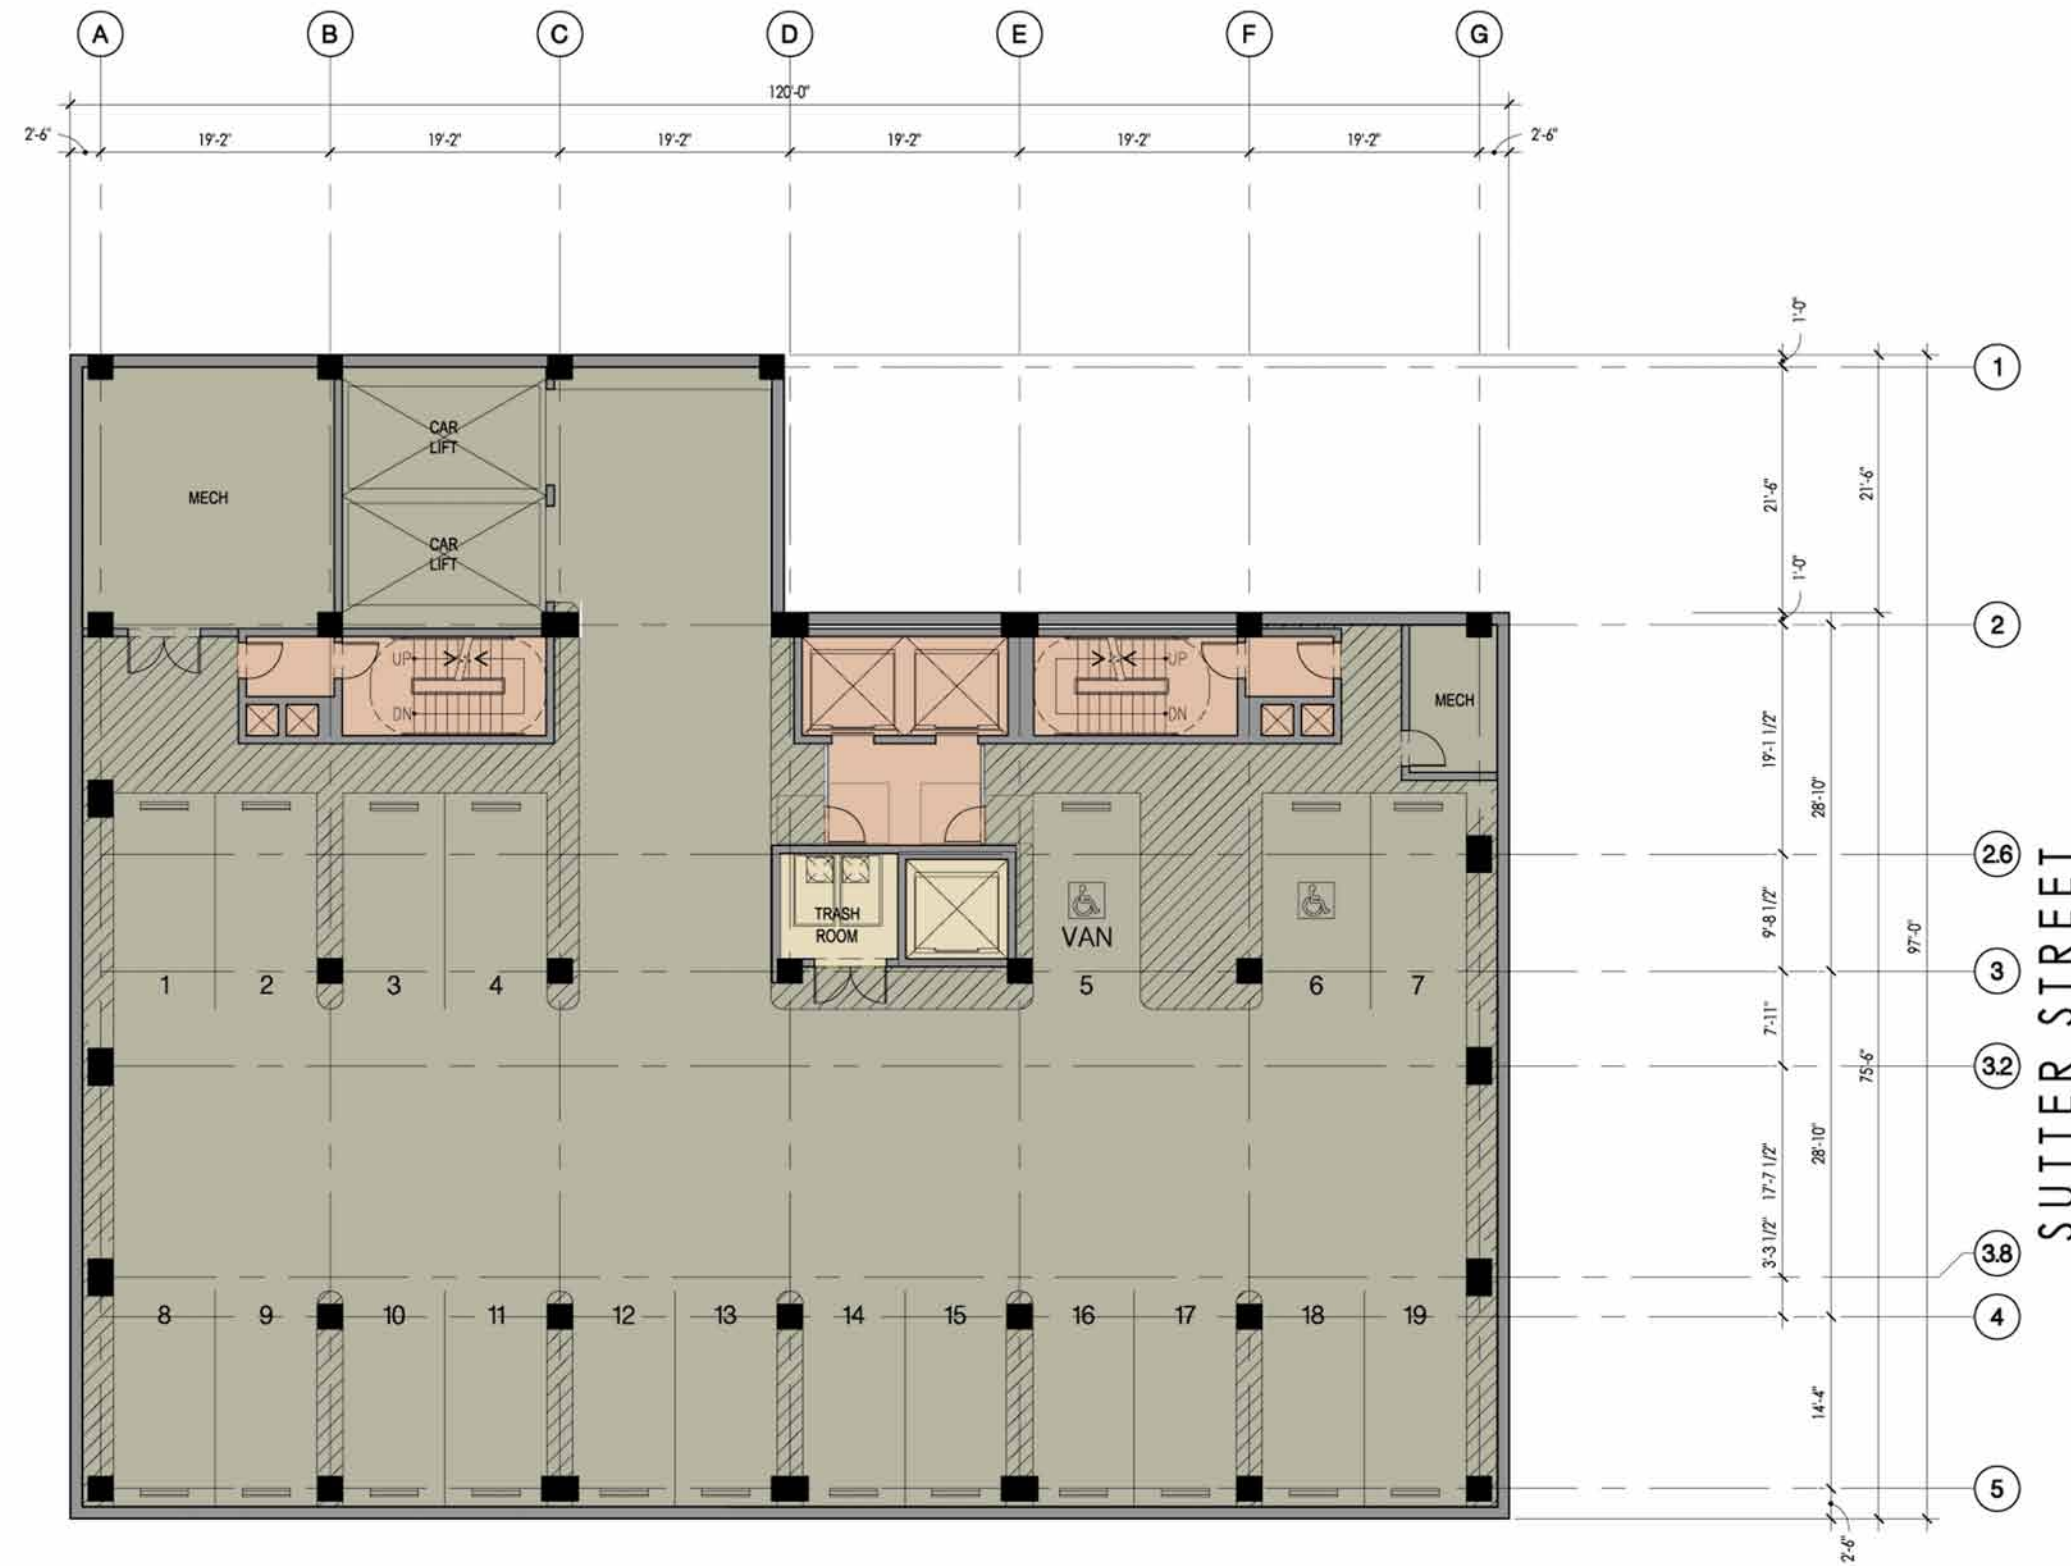 A B C D E F G
120'-0"
2'-6" 19'-2" 19'-2" 19'-2" 19'-2" 19'-2" 19'-2" 2'-6"
1'-0"
1
CAR
LIFT
MECH
21'-6" 21'-6"
CAR
LIFT
1'-0"
2
UP UP
DN DN
MECH
19'-1 1/2"
28'-10"
2.6
TRASH
ROOM
VAN
9'-8 1/2"
97'-0"
1 2 3 4 5 6 7
3
7'-11"
75'-6"
3.2
SUTTER STREET
28'-10"
17'-7 1/2"
3'-3 1/2"
3.8
8 9 10 11 12 13 14 15 16 17 18 19
4
14'-4"
5
2'-6"